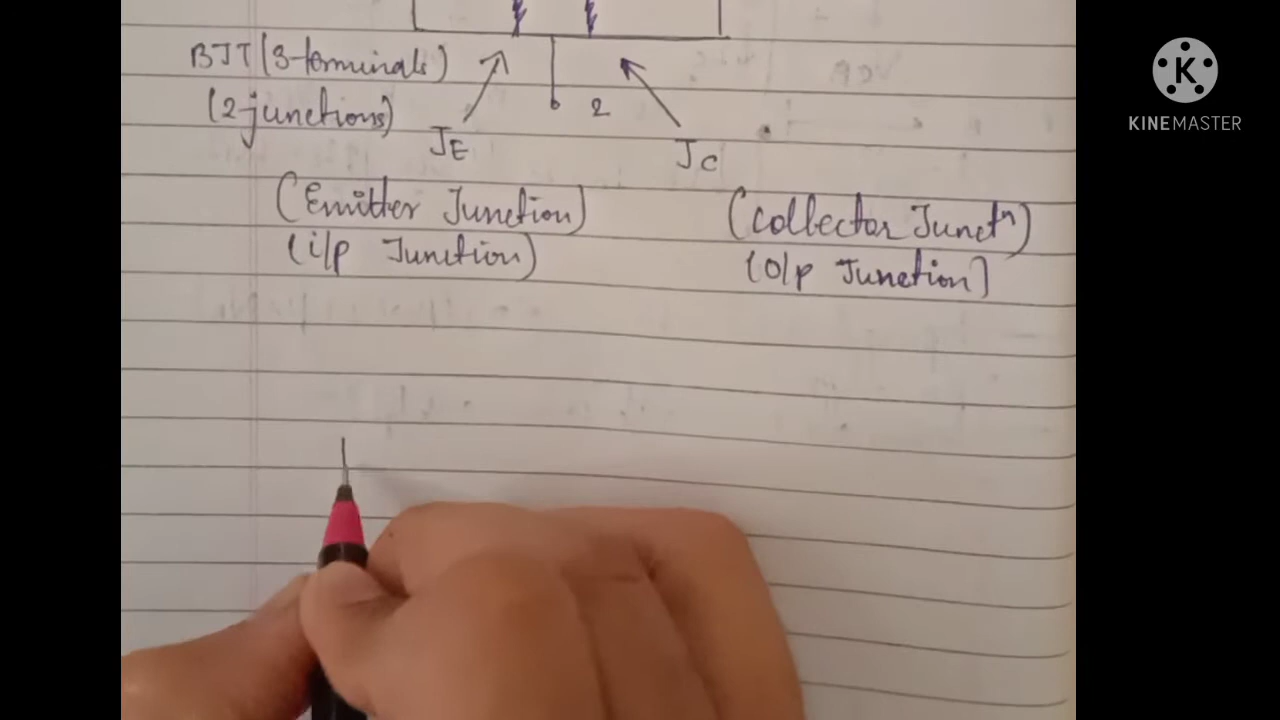 BJT (3-terminals)
(2 junctions)
2
JE
JC
(Emitter Junction)
(i/p Junction)
(Collector Junctn)
(O/p Junction)
KINEMASTER
K